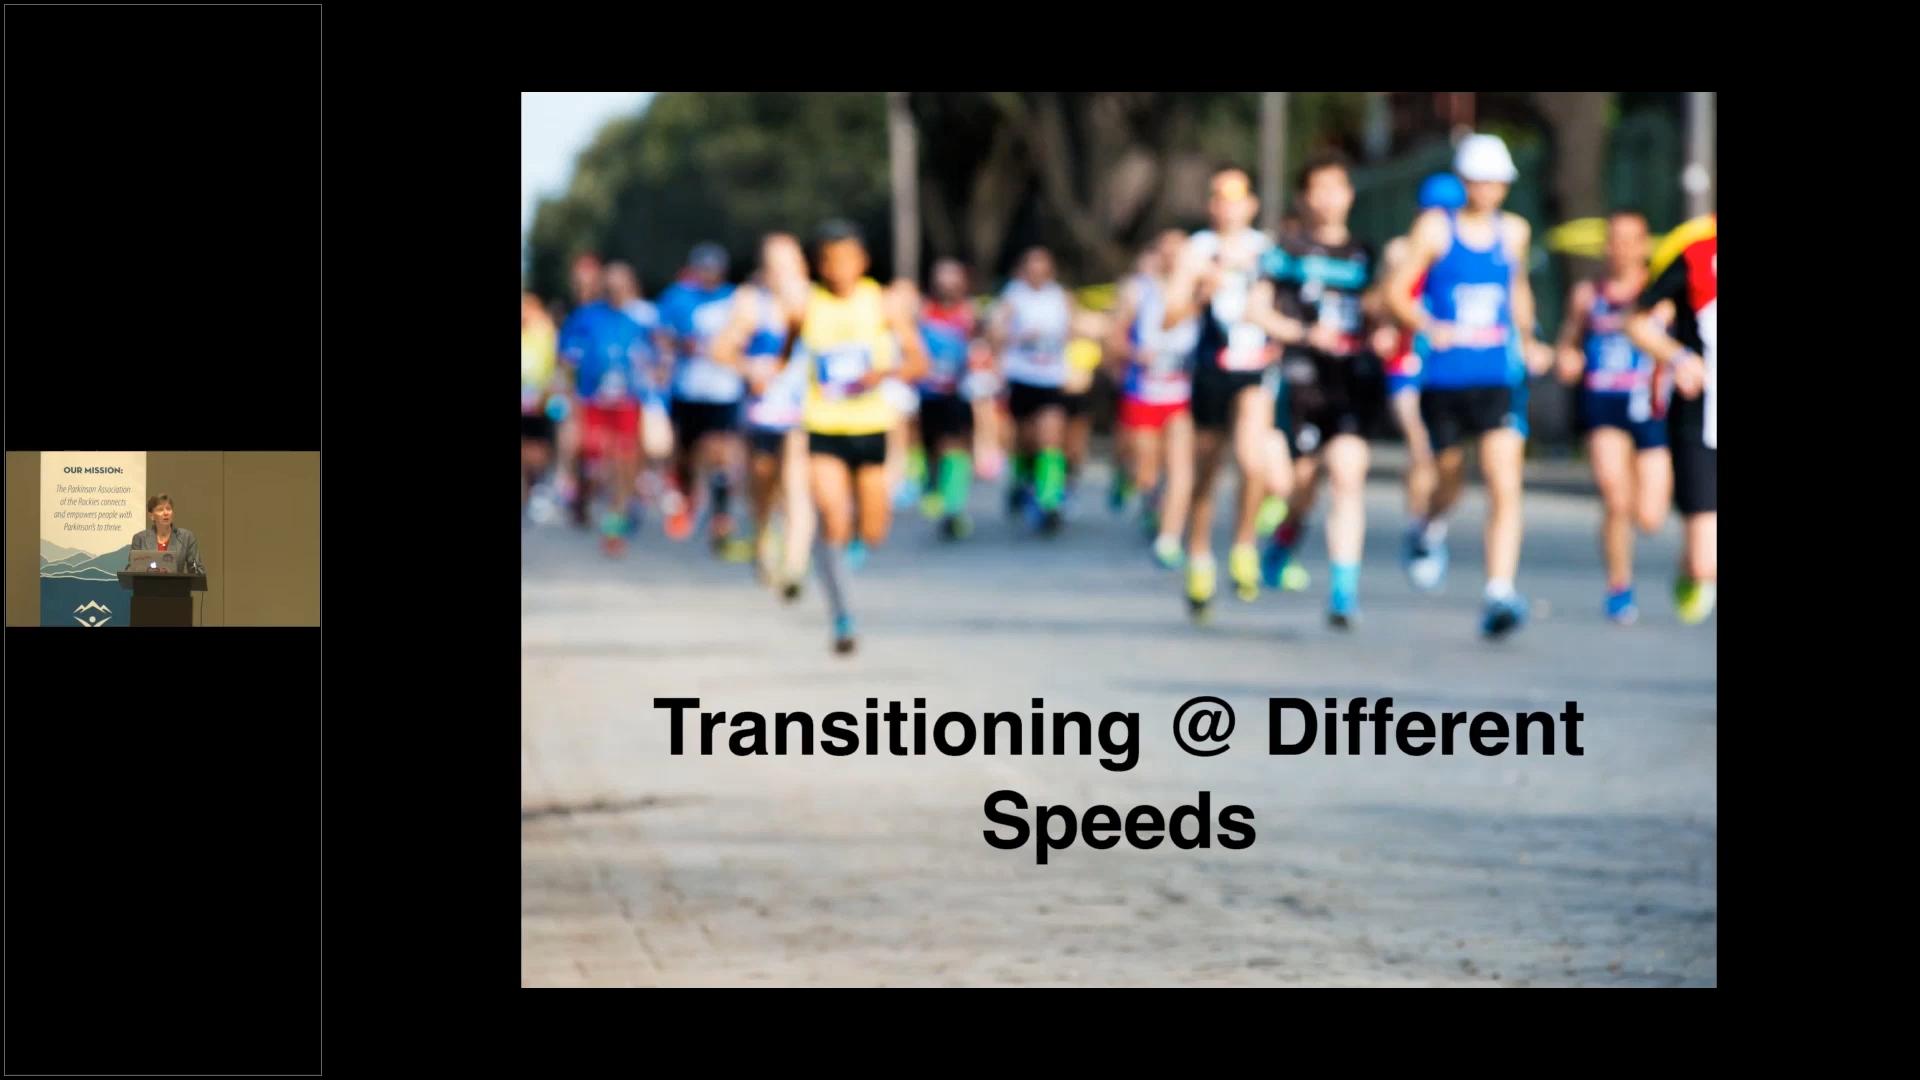 OUR MISSION:
The Parkinson Association
of the Rockies connects
and empowers people with
Parkinson's to thrive.
Transitioning @ Different
Speeds